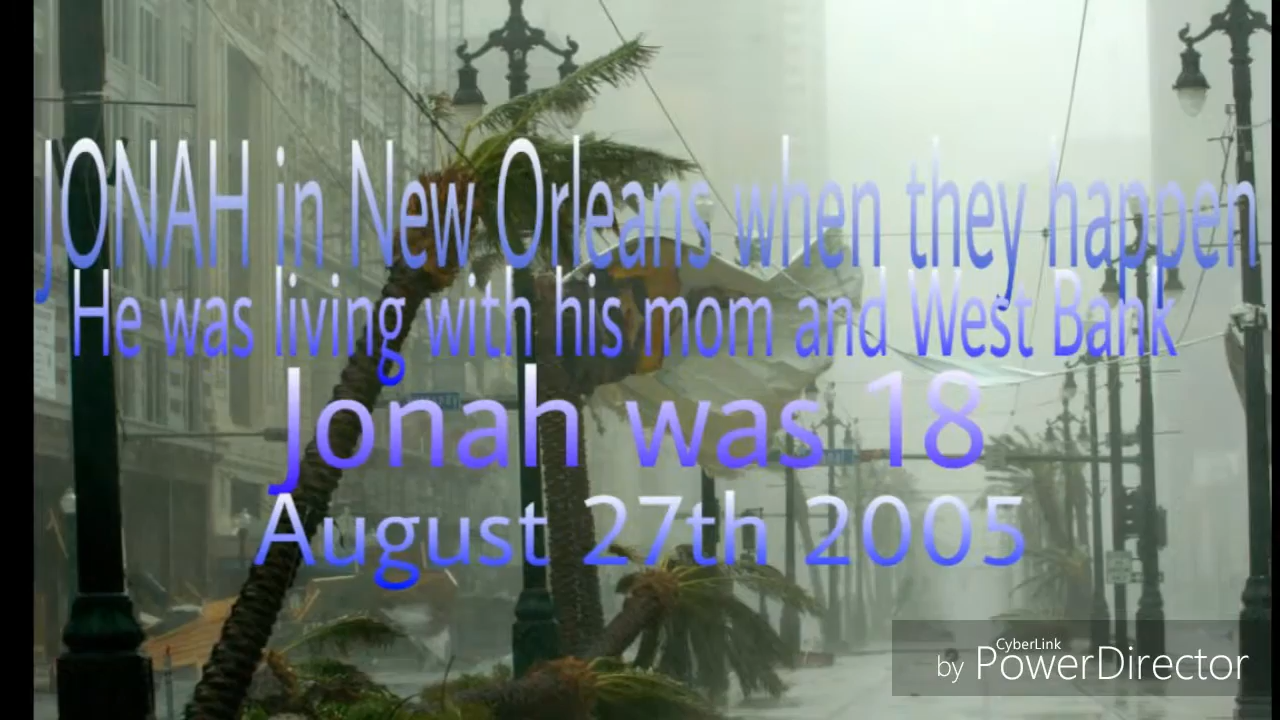 JONAH in New Orleans when they happen
He was living with his mom and West Bank
Jonah was 18
August 27th 2005
CyberLink
by PowerDirector